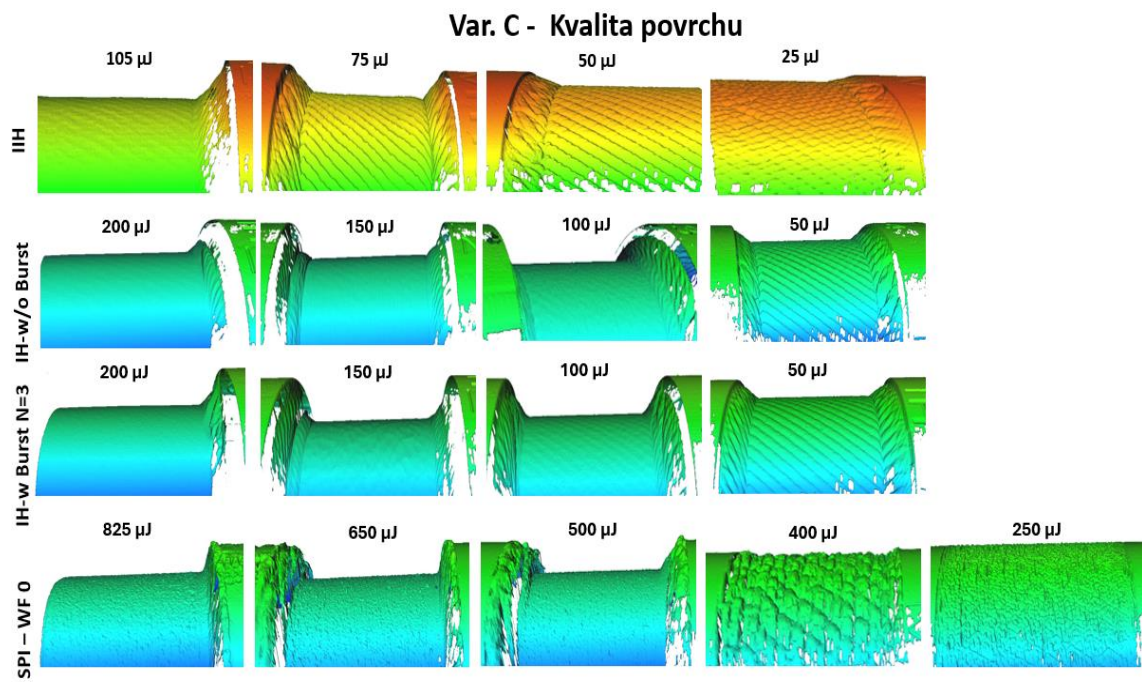 Var. C - Kvalita povrchu
105 µJ 75 µJ 50 µJ 25 µJ
IIH
200 µJ 150 µJ 100 µJ 50 µJ
IH-w/o Burst
200 µJ 150 µJ 100 µJ 50 µJ
IH-w Burst N=3
825 µJ 650 µJ 500 µJ 400 µJ 250 µJ
SPI – WF 0